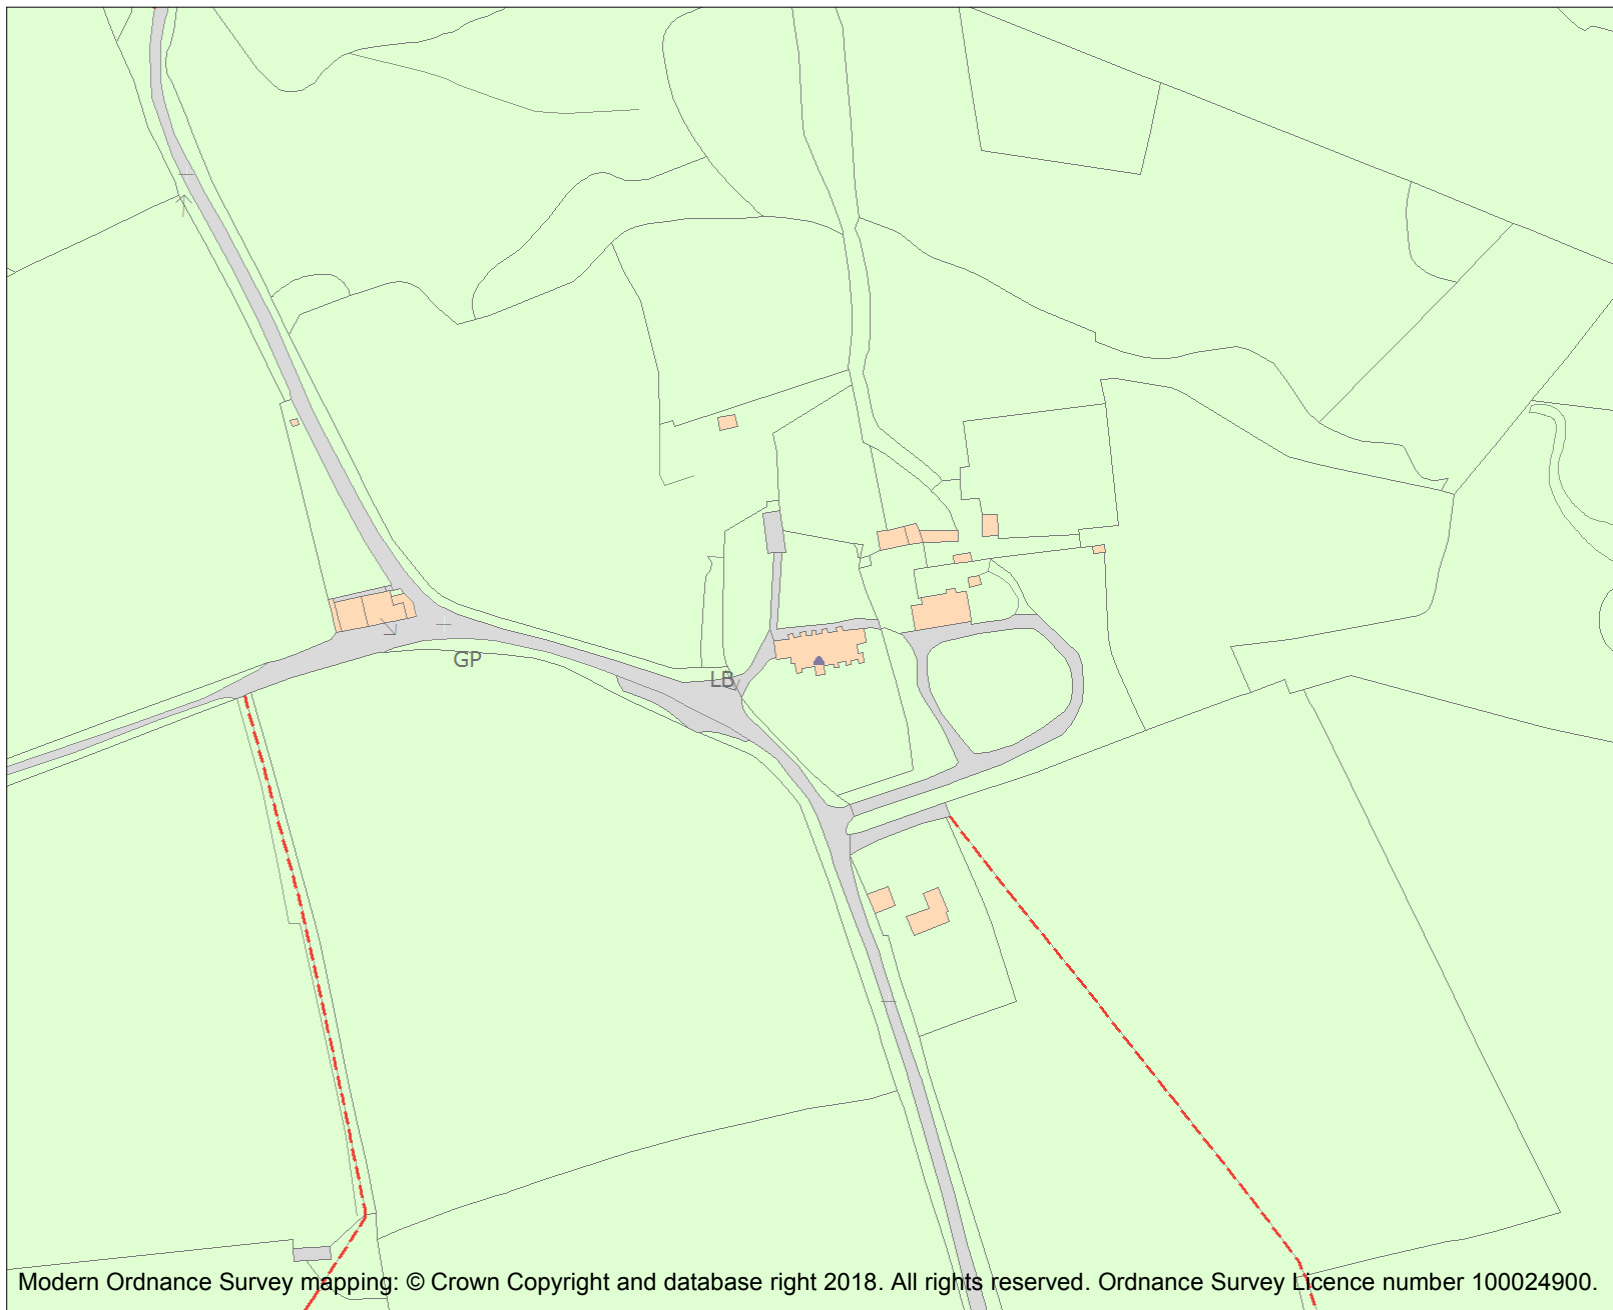 GP
LB
Modern Ordnance Survey mapping: © Crown Copyright and database right 2018. All rights reserved. Ordnance Survey Licence number 100024900.